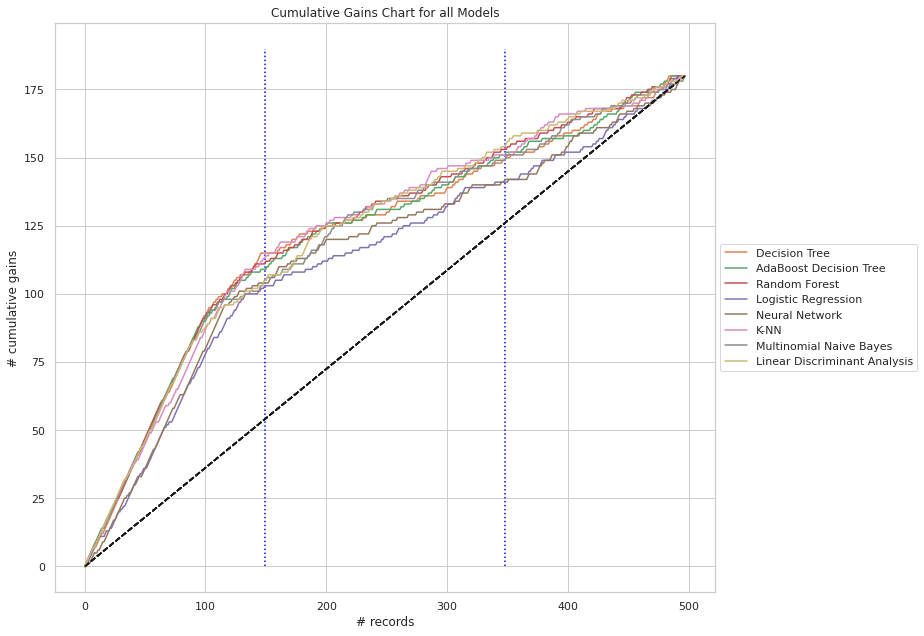 Cumulative Gains Chart for all Models
# cumulative gains
175
150
125
100
75
50
25
0
0
100
200
300
400
500
# records
Decision Tree
AdaBoost Decision Tree
Random Forest
Logistic Regression
Neural Network
K-NN
Multinomial Naive Bayes
Linear Discriminant Analysis